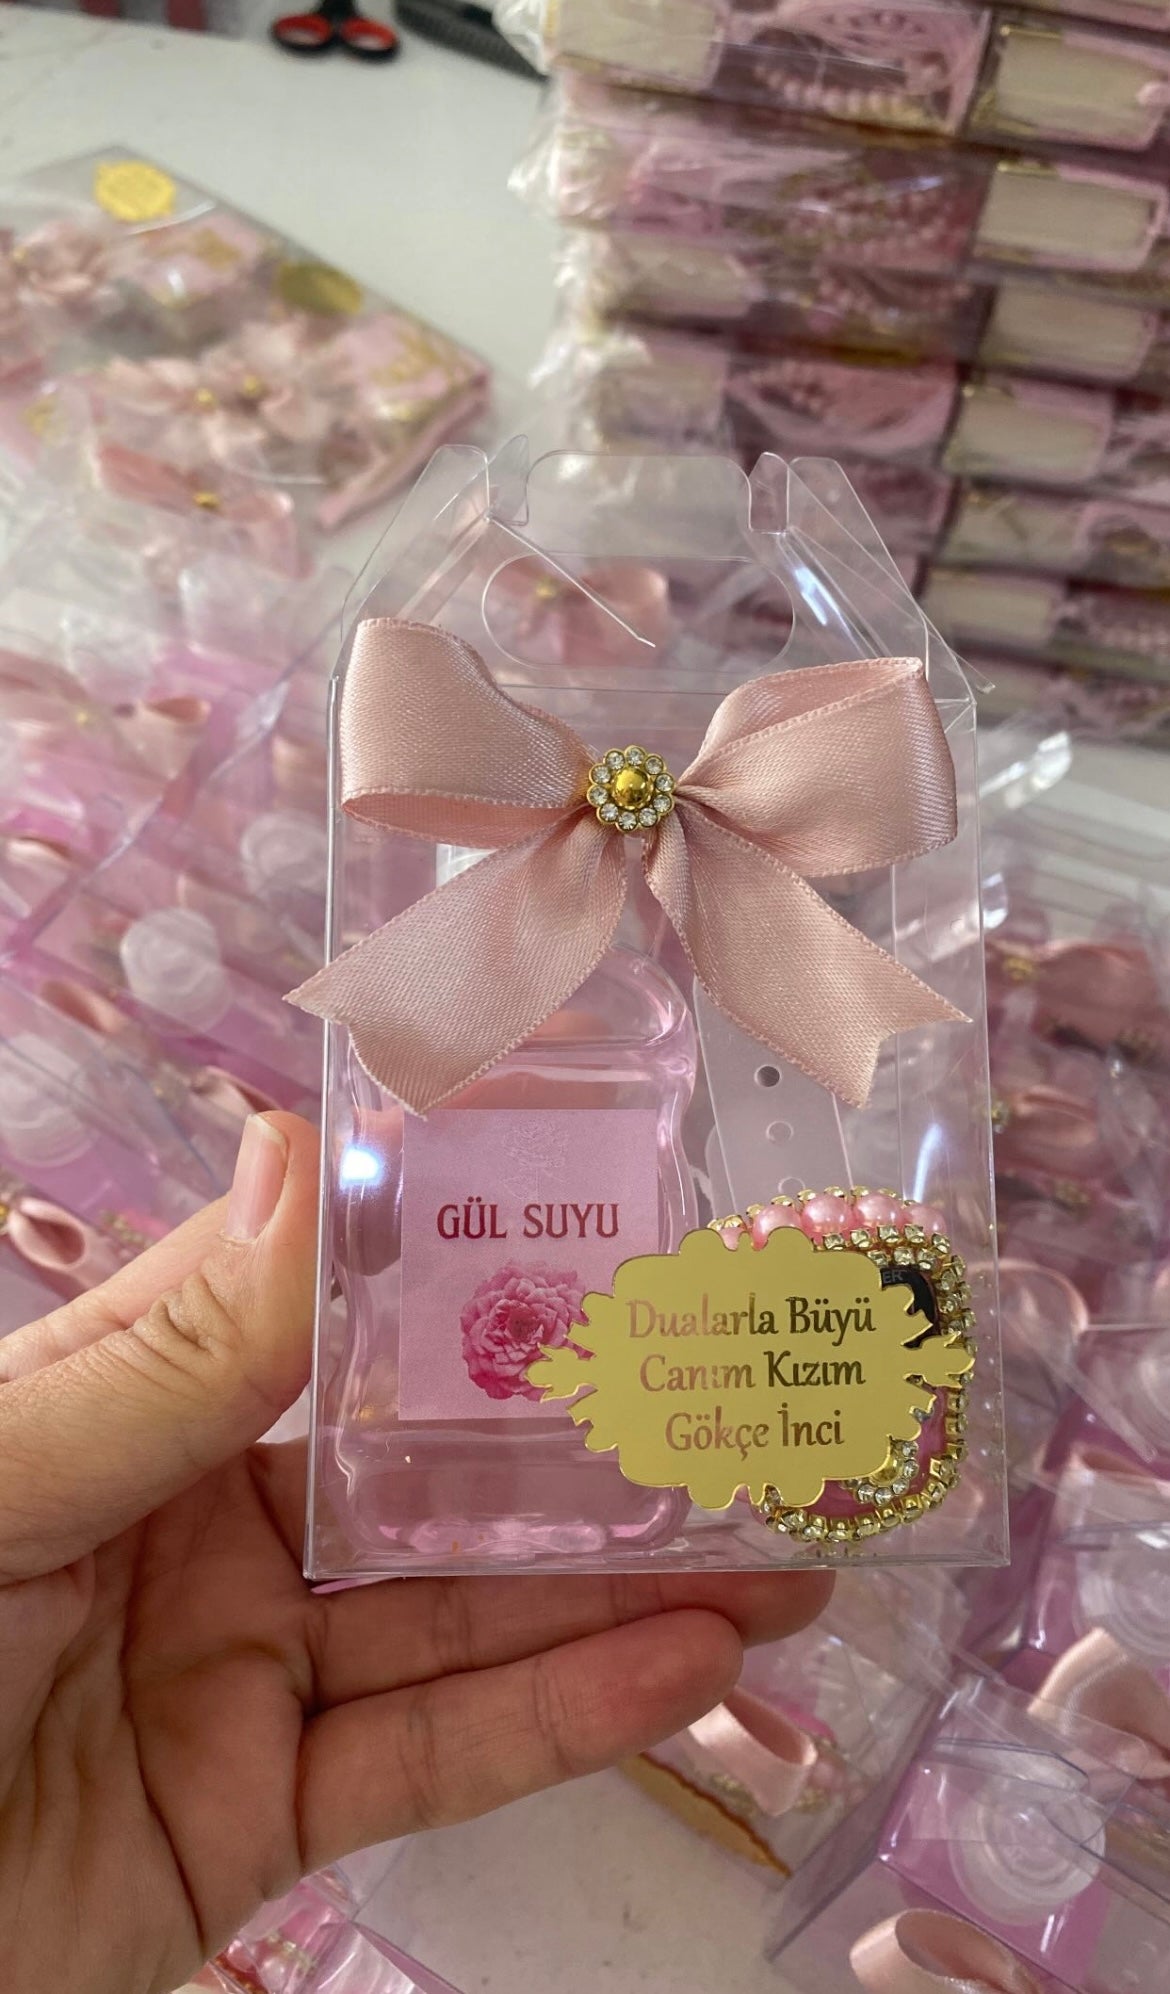 GÜL SUYU
Dualarla Büyü
Canım Kızım
Gökçe İnci